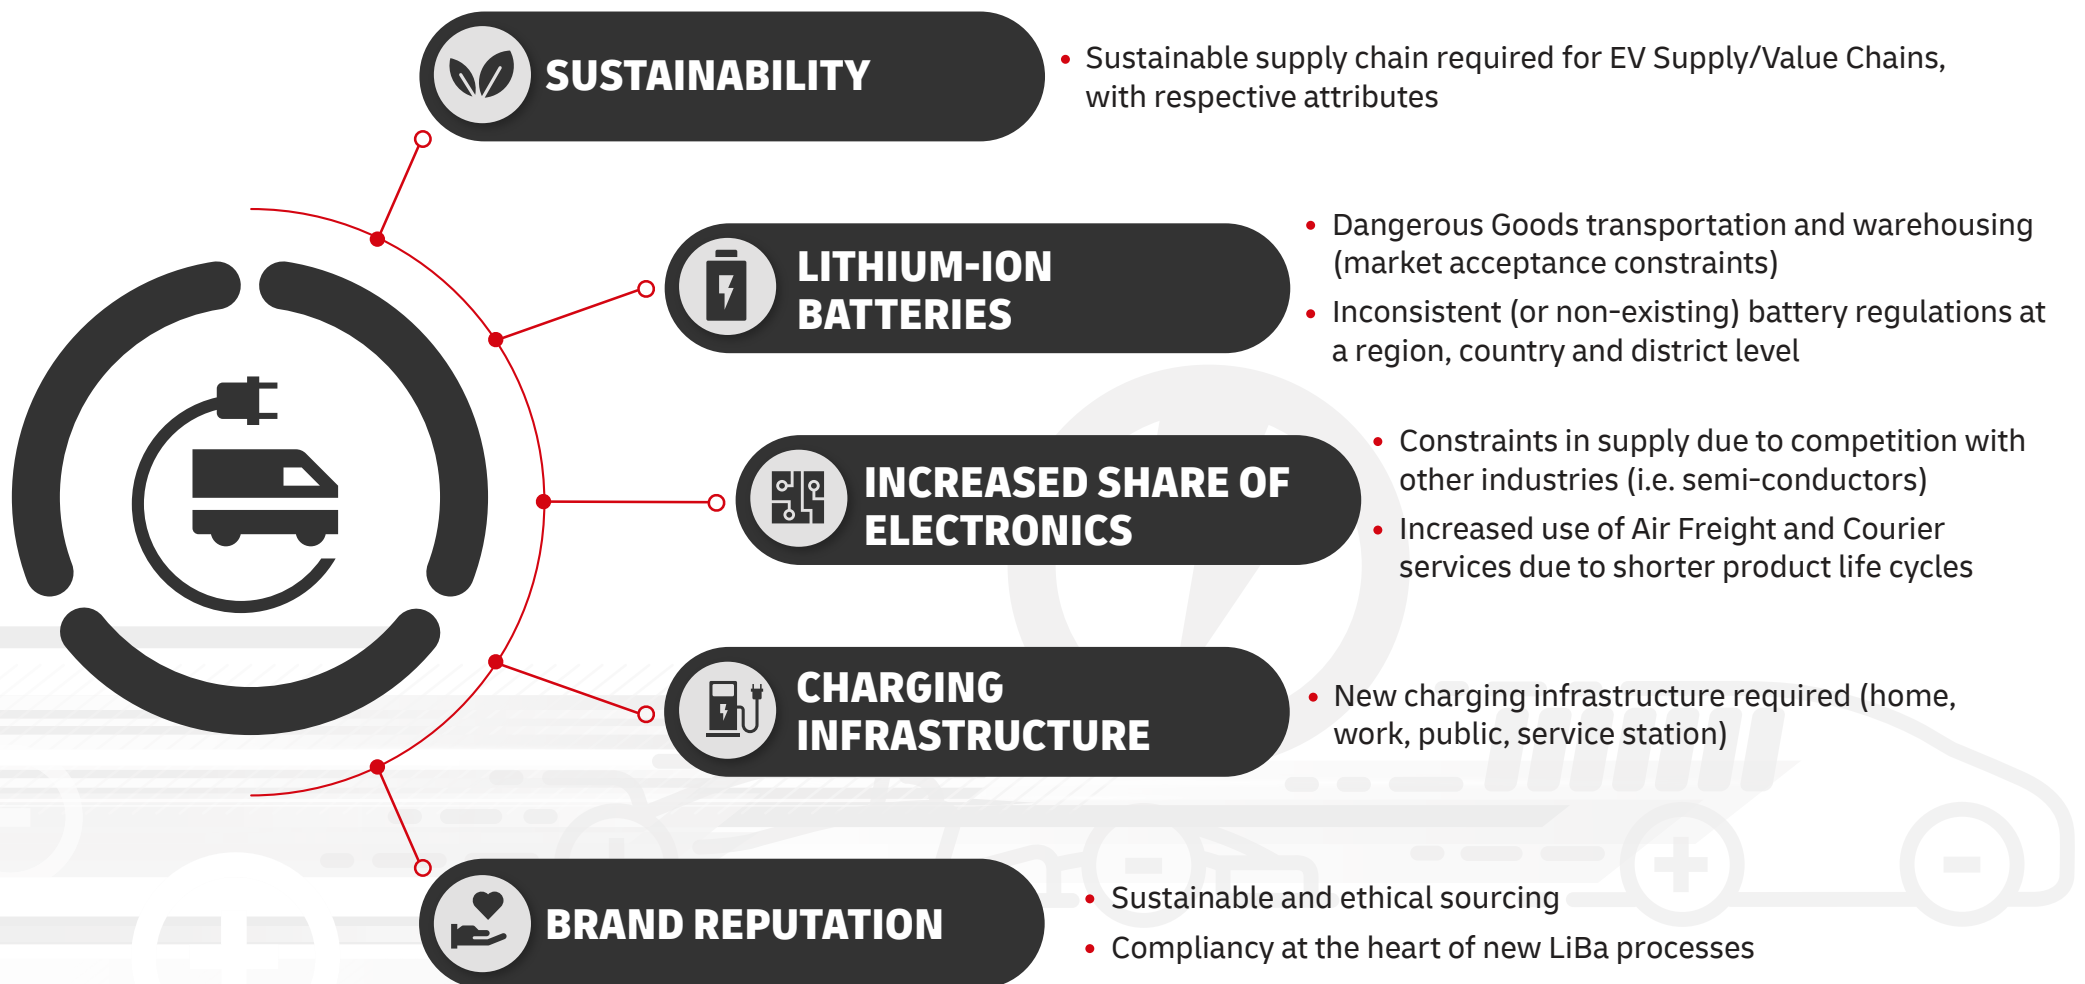 SUSTAINABILITY
• Sustainable supply chain required for EV Supply/Value Chains,
with respective attributes
LITHIUM-ION
BATTERIES
• Dangerous Goods transportation and warehousing
(market acceptance constraints)
• Inconsistent (or non-existing) battery regulations at
a region, country and district level
INCREASED SHARE OF
ELECTRONICS
• Constraints in supply due to competition with
other industries (i.e. semi-conductors)
• Increased use of Air Freight and Courier
services due to shorter product life cycles
CHARGING
INFRASTRUCTURE
• New charging infrastructure required (home,
work, public, service station)
BRAND REPUTATION
• Sustainable and ethical sourcing
• Compliancy at the heart of new LiBa processes